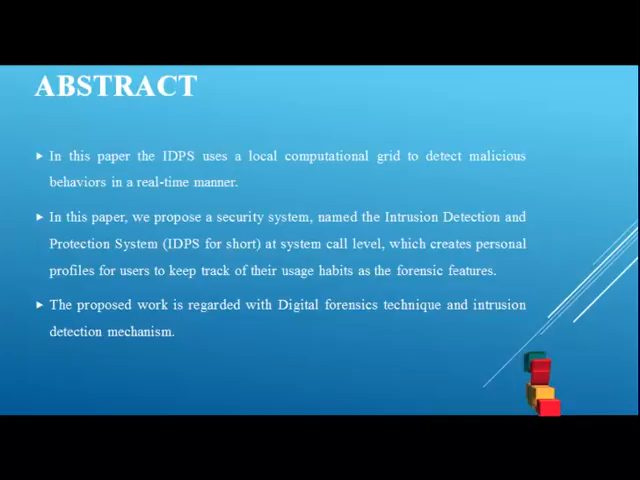 ABSTRACT
In this paper the IDPS uses a local computational grid to detect malicious
behaviors in a real-time manner.
In this paper, we propose a security system, named the Intrusion Detection and
Protection System (IDPS for short) at system call level, which creates personal
profiles for users to keep track of their usage habits as the forensic features.
The proposed work is regarded with Digital forensics technique and intrusion
detection mechanism.